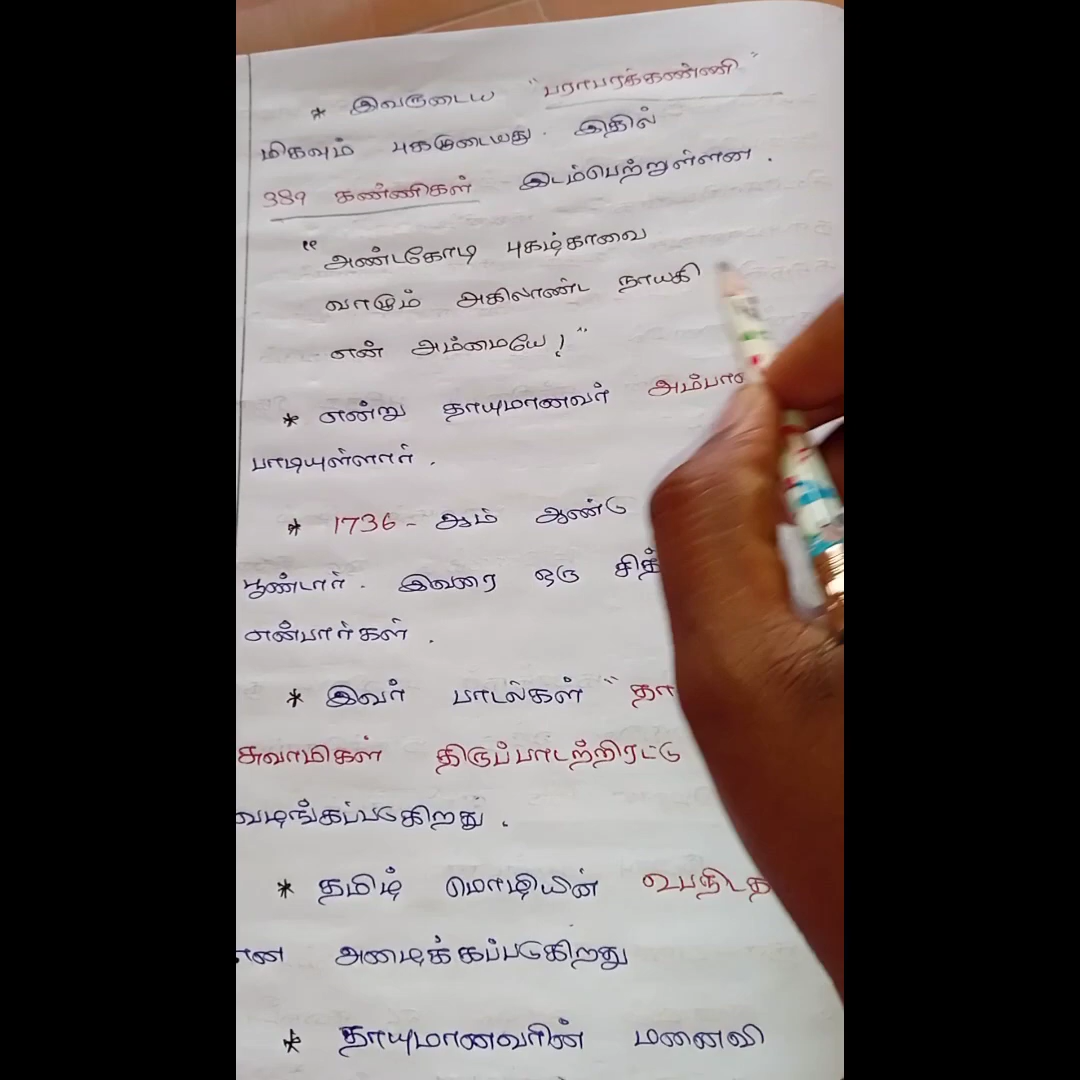 * இவருடைய "பராபரக்கண்ணி"
மிகவும் புகழுடையது. இதில்
389 கண்ணிகள் இடம்பெற்றுள்ளன.
"அண்டகோடி புகழ்காவை
வாழும் அகிலாண்ட நாயகி
என் அம்மையே!"
* என்று தாயுமானவர்
பாடியுள்ளார்.
* 1736-ஆம் ஆண்டு
பூண்டார். இவரை ஒரு
என்பார்கள்.
* இவர் பாடல்கள் "
சுவாமிகள் திருப்பாடற்றிரட்டு
வழங்கப்படுகிறது.
* தமிழ் மொழியின்
என அழைக்கப்படுகிறது
* தாயுமானவரின் மனைவி